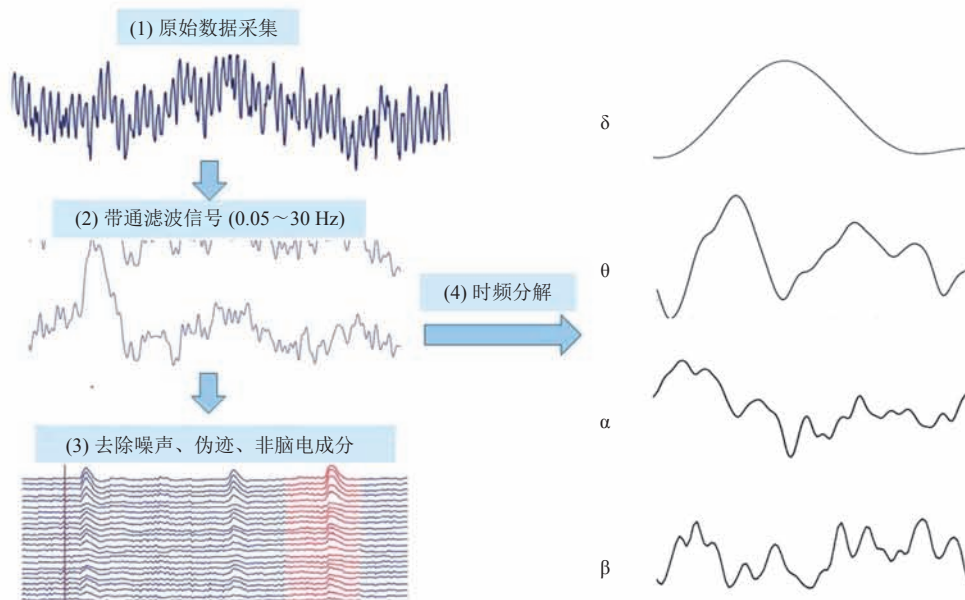 (1) 原始数据采集
(2) 带通滤波信号 (0.05～30 Hz)
(3) 去除噪声、伪迹、非脑电成分
(4) 时频分解
δ
θ
α
β